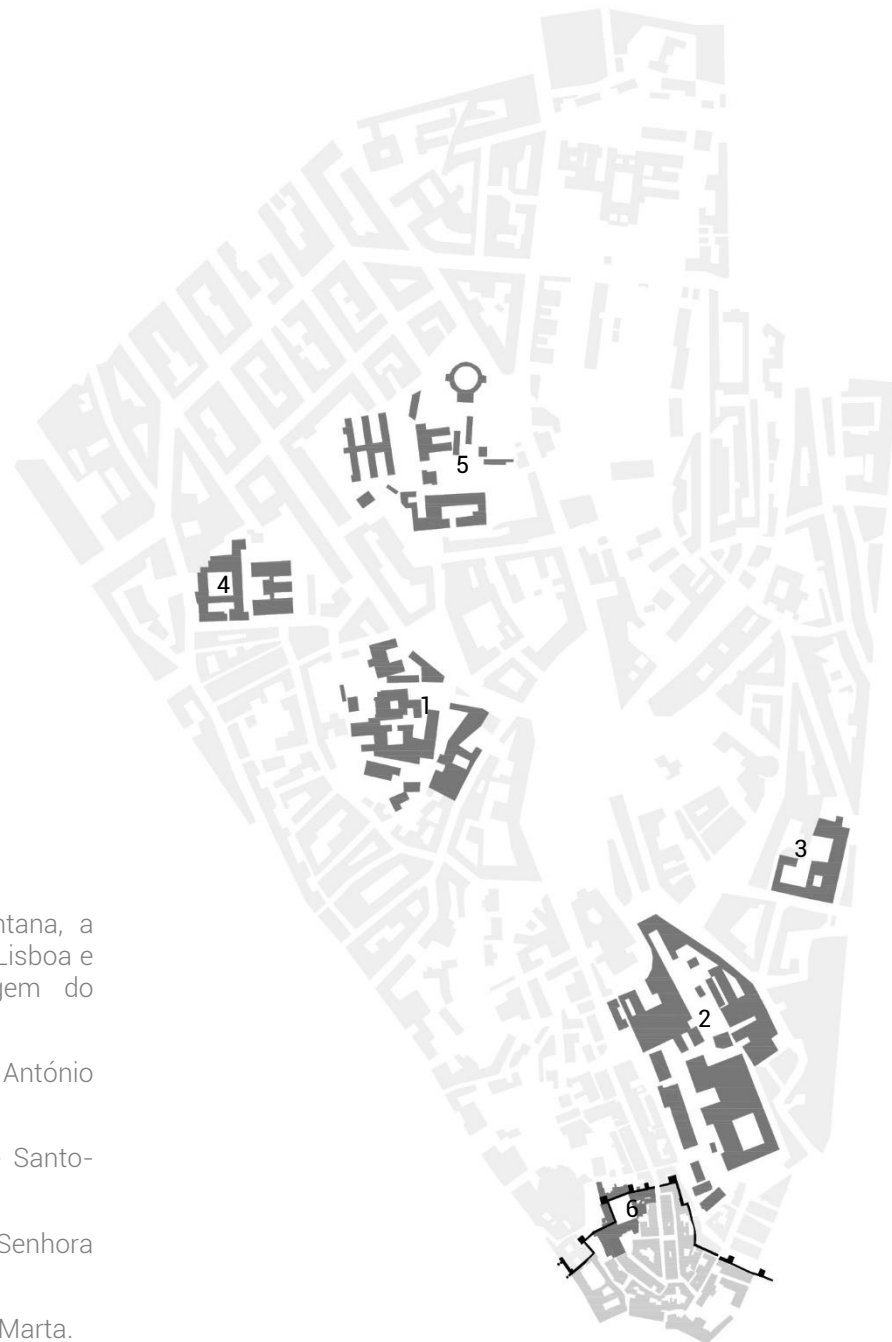 5
4
1
3
2
6
ntana, a
Lisboa e
gem do
António
Santo-
Senhora
Marta.